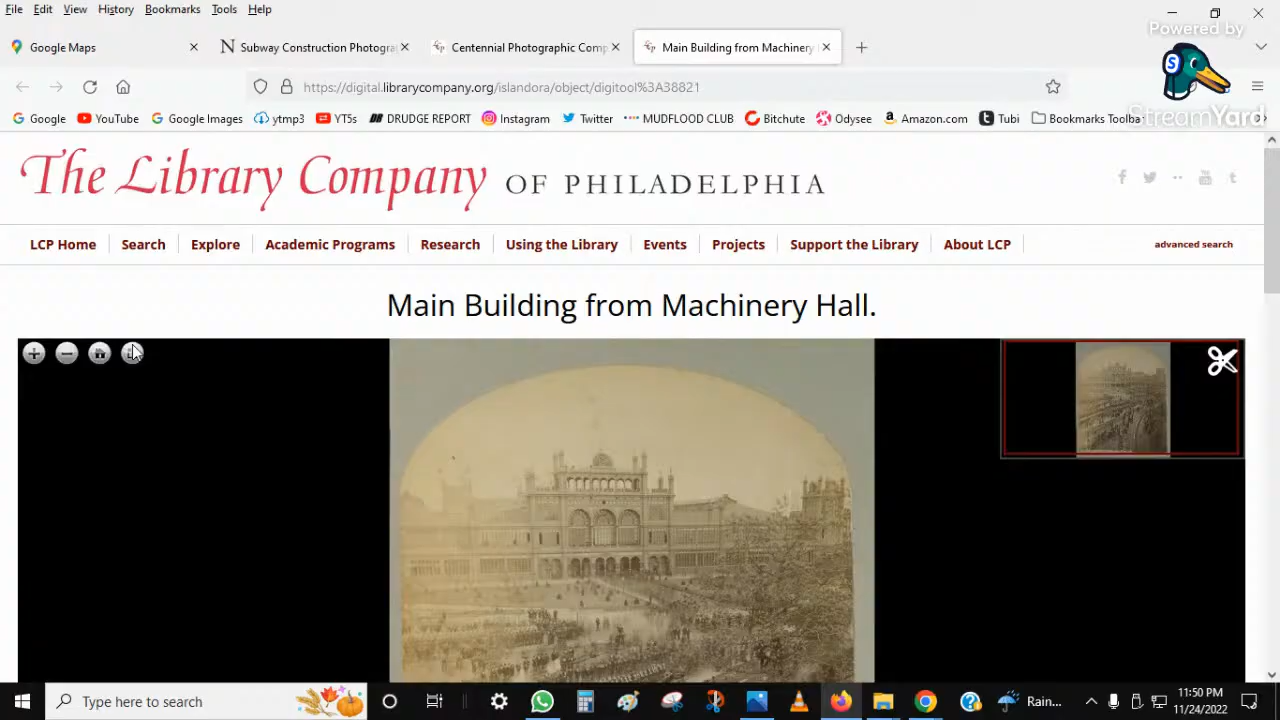 File Edit View History Bookmarks Tools Help
Powered by
Google Maps
Subway Construction Photogra
Centennial Photographic Comp
Main Building from Machinery
https://digital.librarycompany.org/islandora/object/digitool%3A38821
StreamYard
Google YouTube Google Images ytmp3 YT5s DRUDGE REPORT Instagram Twitter MUDFLOOD CLUB Bitchute Odysee Amazon.com Tubi Bookmarks Toolba
The Library Company OF PHILADELPHIA
LCP Home Search Explore Academic Programs Research Using the Library Events Projects Support the Library About LCP advanced search
Main Building from Machinery Hall.
Type here to search
Rain...
11:50 PM
11/24/2022